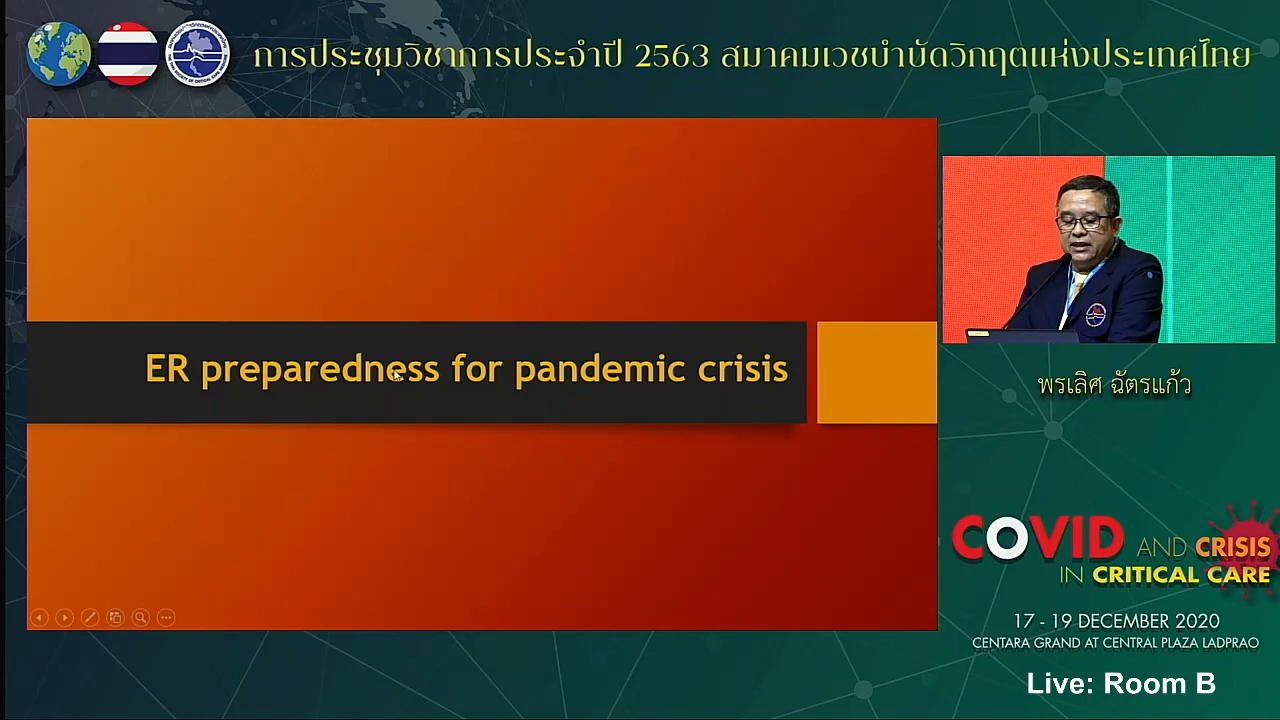 การประชุมวิชาการประจำปี 2563 สมาคมเวชบำบัดวิกฤตแห่งประเทศไทย
ER preparedness for pandemic crisis
พรเลิศ ฉัตรแก้ว
COVID AND CRISIS
IN CRITICAL CARE
17 - 19 DECEMBER 2020
CENTARA GRAND AT CENTRAL PLAZA LADPRAO
Live: Room B